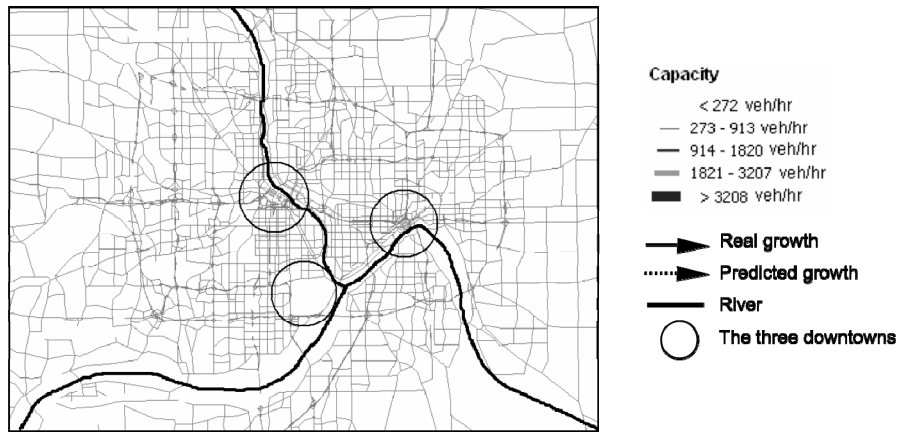 Capacity
< 272 veh/hr
273 - 913 veh/hr
914 - 1820 veh/hr
1821 - 3207 veh/hr
> 3208 veh/hr
Real growth
Predicted growth
River
The three downtowns